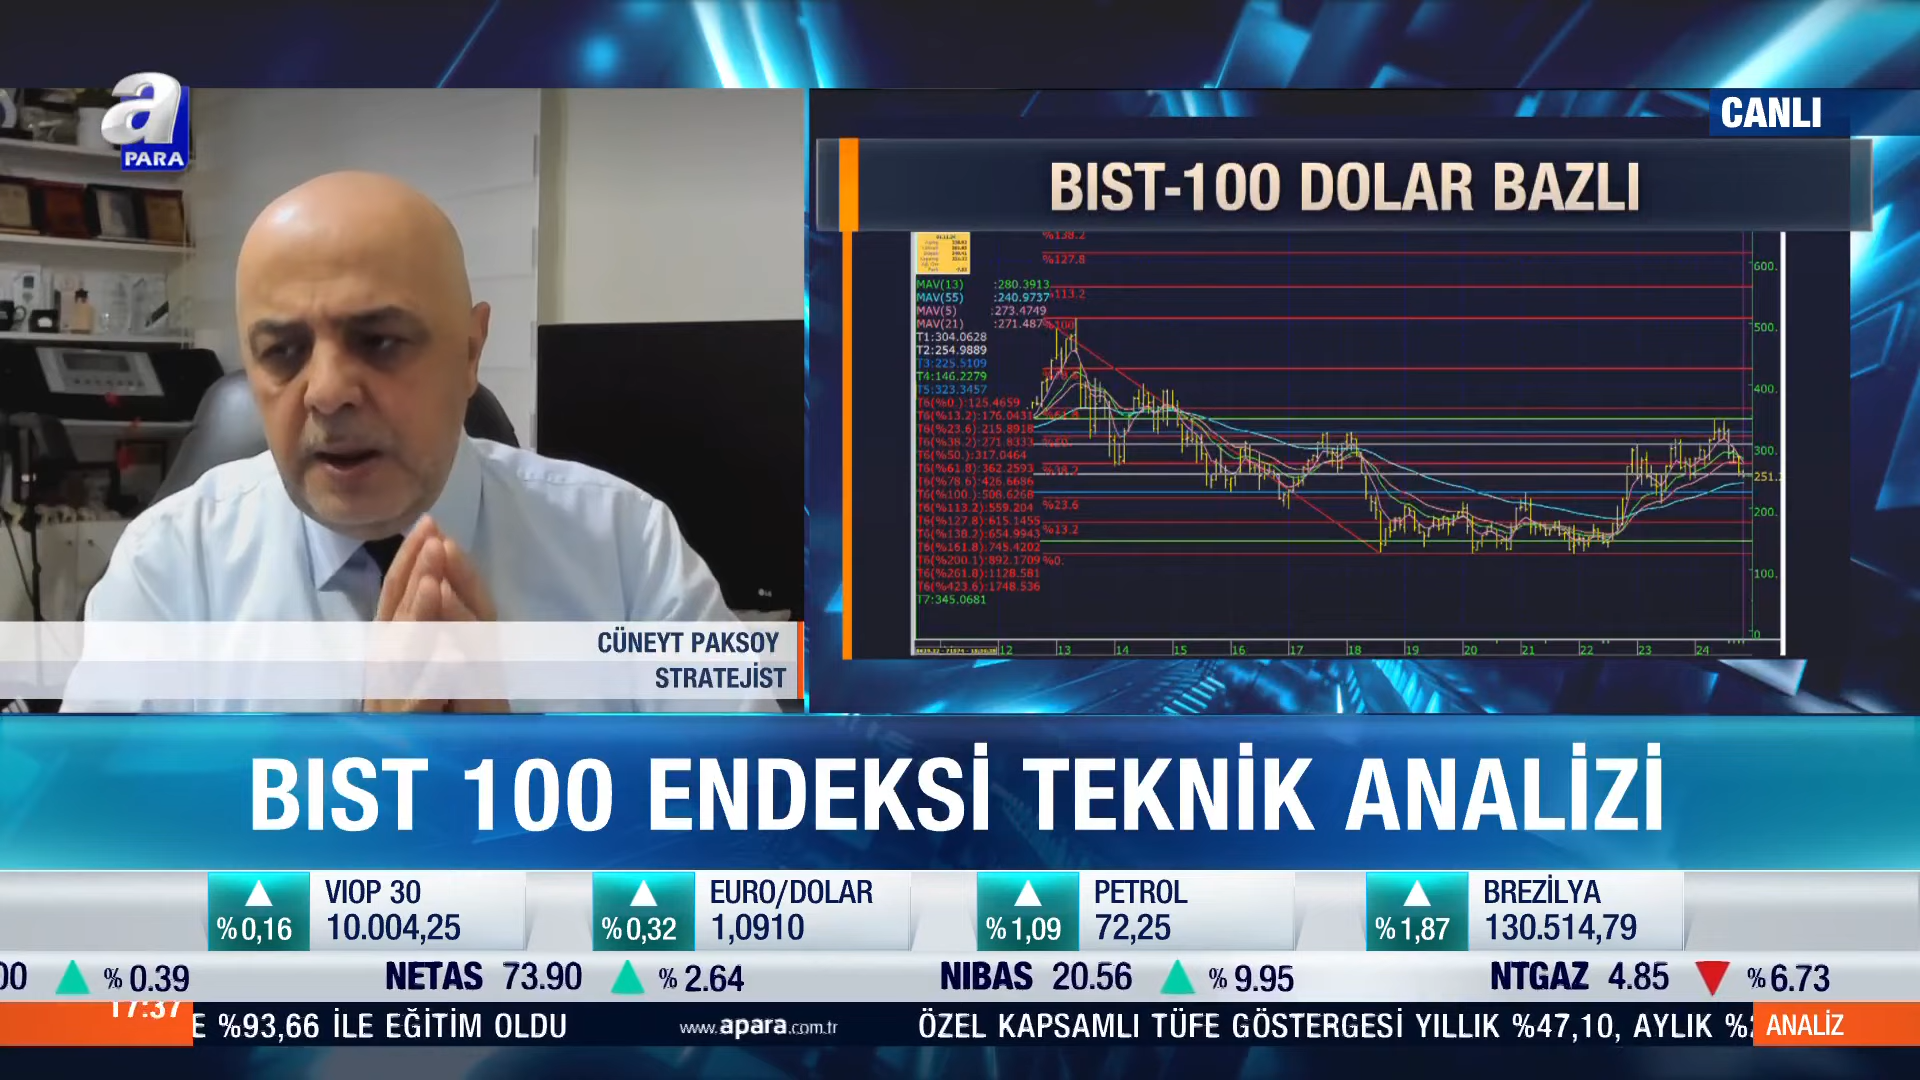 a
PARA
CANLI
BIST-100 DOLAR BAZLI
%138.2
%127.8
%113.2
MAV(13) :280.3913
MAV(55) :240.9737
MAV(5) :273.4749
MAV(21) :271.487
%100
T1:304.0628
T2:254.9889
T3:225.5109
T4:146.2279
T5:323.3457
T6(%0.):125.4659
T6(%13.2):176.0431
T6(%23.6):215.8918
T6(%38.2):271.8333
T6(%50.):317.0464
T6(%61.8):362.2593
T6(%78.6):426.6686
T6(%100.):508.6268
T6(%113.2):559.204
T6(%127.8):615.1455
T6(%138.2):654.9943
T6(%161.8):745.4202
T6(%200.1):892.1709
T6(%261.8):1128.581
T6(%423.6):1748.536
T7:345.0681
%23.6
%13.2
%0.
600.
500.
400.
300.
251.
200.
100.
0
12 13 14 15 16 17 18 19 20 21 22 23 24
CÜNEYT PAKSOY
STRATEJİST
BIST 100 ENDEKSİ TEKNİK ANALİZİ
%0,16 VIOP 30 10.004,25
%0,32 EURO/DOLAR 1,0910
%1,09 PETROL 72,25
%1,87 BREZİLYA 130.514,79
00 % 0.39 NETAS 73.90 % 2.64 NIBAS 20.56 % 9.95 NTGAZ 4.85 % 6.73
17:37 E %93,66 İLE EĞİTİM OLDU www.apara.com.tr ÖZEL KAPSAMLI TÜFE GÖSTERGESİ YILLIK %47,10, AYLIK % ANALİZ